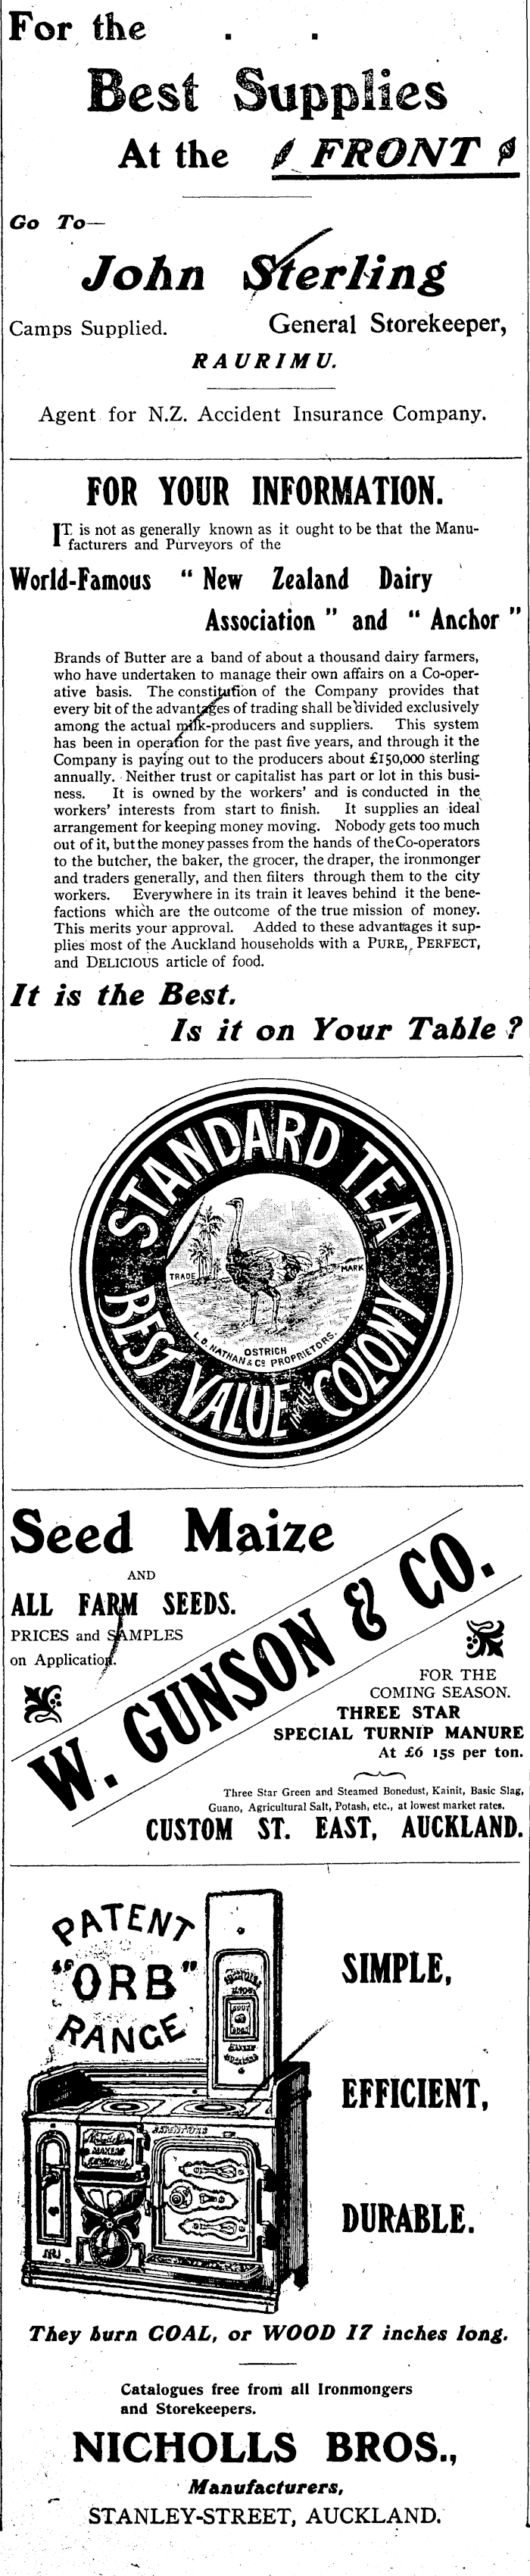 For the . .
Best Supplies
At the FRONT
Go To—
John Sterling
Camps Supplied. General Storekeeper,
RAURIMU.
Agent for N.Z. Accident Insurance Company.
FOR YOUR INFORMATION.
IT is not as generally known as it ought to be that the Manu-
facturers and Purveyors of the
World-Famous “ New Zealand Dairy
Association ” and “ Anchor ”
Brands of Butter are a band of about a thousand dairy farmers,
who have undertaken to manage their own affairs on a Co-oper-
ative basis. The constitution of the Company provides that
every bit of the advantages of trading shall be divided exclusively
among the actual milk-producers and suppliers. This system
has been in operation for the past five years, and through it the
Company is paying out to the producers about £150,000 sterling
annually. Neither trust or capitalist has part or lot in this busi-
ness. It is owned by the workers' and is conducted in the
workers' interests from start to finish. It supplies an ideal
arrangement for keeping money moving. Nobody gets too much
out of it, but the money passes from the hands of the Co-operators
to the butcher, the baker, the grocer, the draper, the ironmonger
and traders generally, and then filters through them to the city
workers. Everywhere in its train it leaves behind it the bene-
factions which are the outcome of the true mission of money.
This merits your approval. Added to these advantages it sup-
plies most of the Auckland households with a PURE, PERFECT,
and DELICIOUS article of food.
It is the Best.
Is it on Your Table ?
STANDARD TEA
TRADE MARK
OSTRICH
L. D. NATHAN & Co PROPRIETORS.
BEST VALUE IN THE COLONY
Seed Maize
AND
ALL FARM SEEDS.
PRICES and SAMPLES
on Application.
W. GUNSON & CO.
FOR THE
COMING SEASON.
THREE STAR
SPECIAL TURNIP MANURE
At £6 15s per ton.
Three Star Green and Steamed Bonedust, Kainit, Basic Slag,
Guano, Agricultural Salt, Potash, etc., at lowest market rates.
CUSTOM ST. EAST, AUCKLAND.
PATENT
"ORB"
RANGE
SIMPLE,
EFFICIENT,
DURABLE.
They burn COAL, or WOOD 17 inches long.
Catalogues free from all Ironmongers
and Storekeepers.
NICHOLLS BROS.,
Manufacturers,
STANLEY-STREET, AUCKLAND.